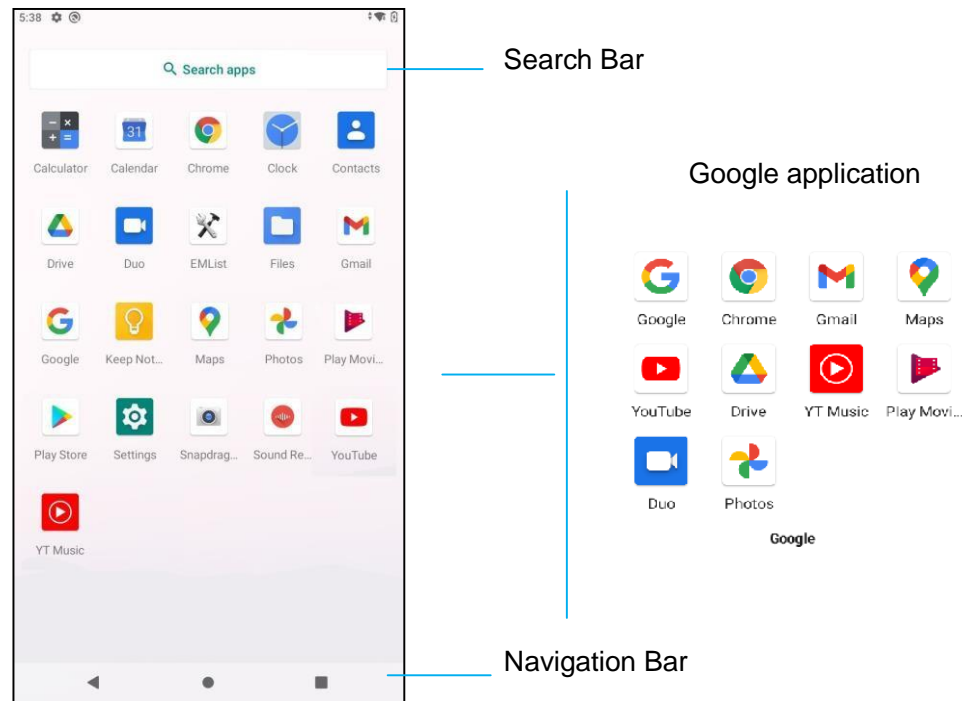 5:38
Search apps
Search Bar
31
Calculator Calendar Chrome Clock Contacts
Drive Duo EMList Files Gmail
Google Keep Not... Maps Photos Play Movi...
Play Store Settings Snapdrag... Sound Re... YouTube
YT Music
Google application
Google Chrome Gmail Maps
YouTube Drive YT Music Play Movi...
Duo Photos
Google
Navigation Bar